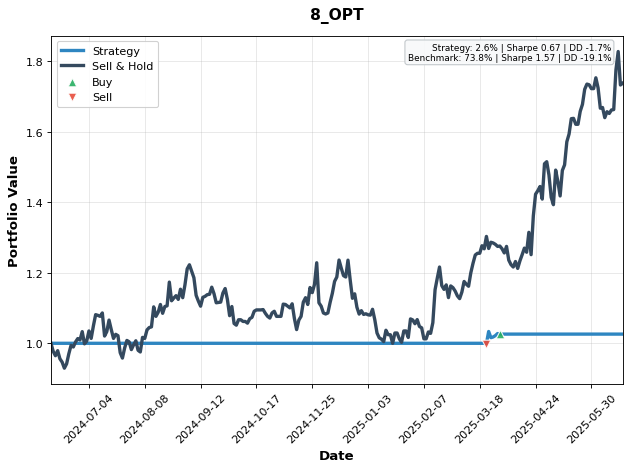 8_OPT
Strategy: 2.6% | Sharpe 0.67 | DD -1.7%
Benchmark: 73.8% | Sharpe 1.57 | DD -19.1%
Strategy
Sell & Hold
Buy
Sell
Portfolio Value
1.8
1.6
1.4
1.2
1.0
2024-07-04
2024-08-08
2024-09-12
2024-10-17
2024-11-25
2025-01-03
2025-02-07
2025-03-18
2025-04-24
2025-05-30
Date